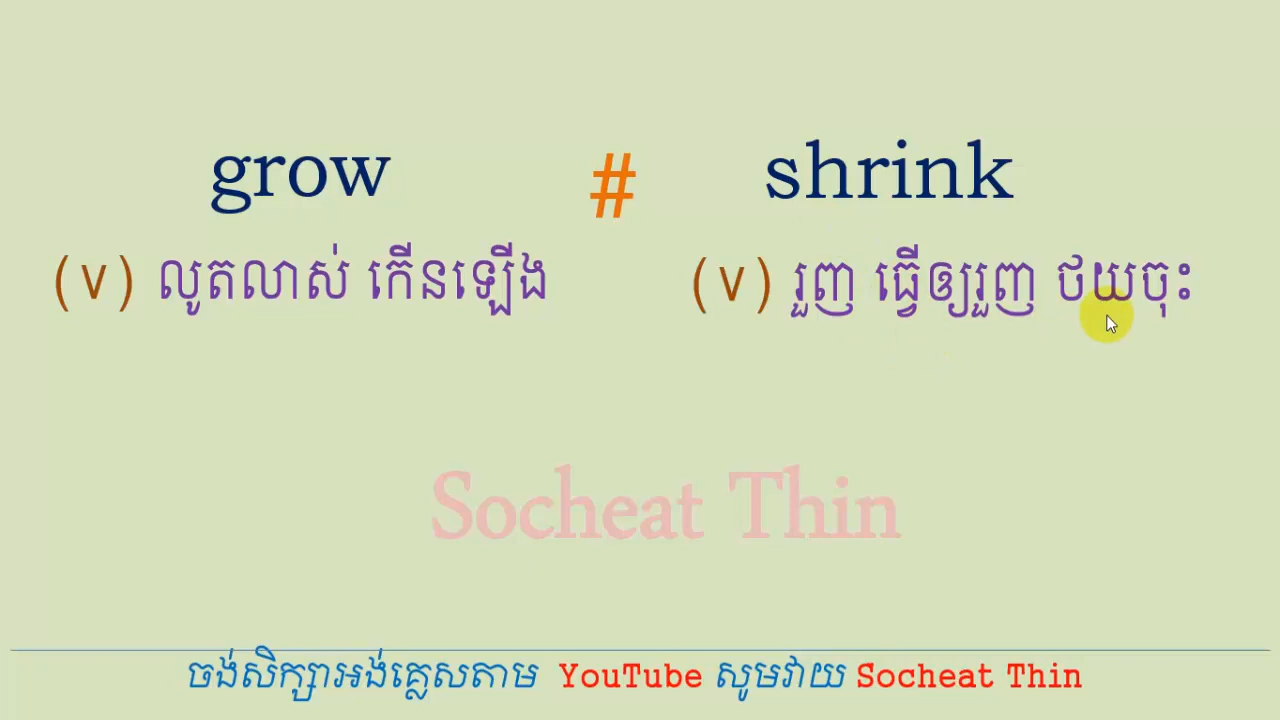 grow # shrink
(v) លូតលាស់ កើនឡើង (v) រួញ ធ្វើឲ្យរួញ ថយចុះ
Socheat Thin
ចង់សិក្សាអង់គ្លេសតាម YouTube សូមវាយ Socheat Thin